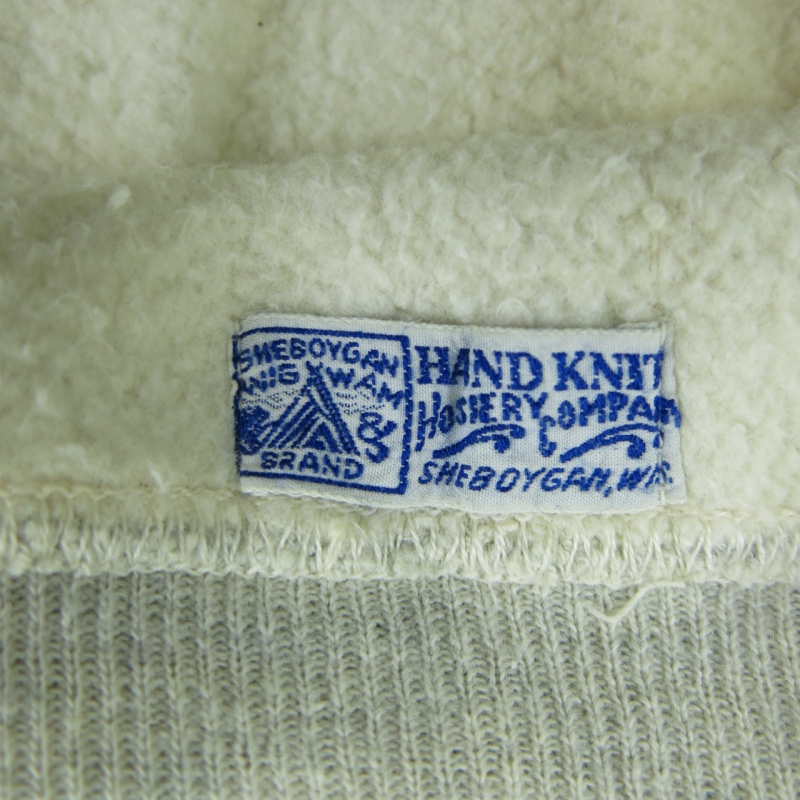 SHEBOYGAN
WIGWAM
BRAND
HAND KNIT
HOSIERY COMPANY
SHEBOYGAN, WIS.